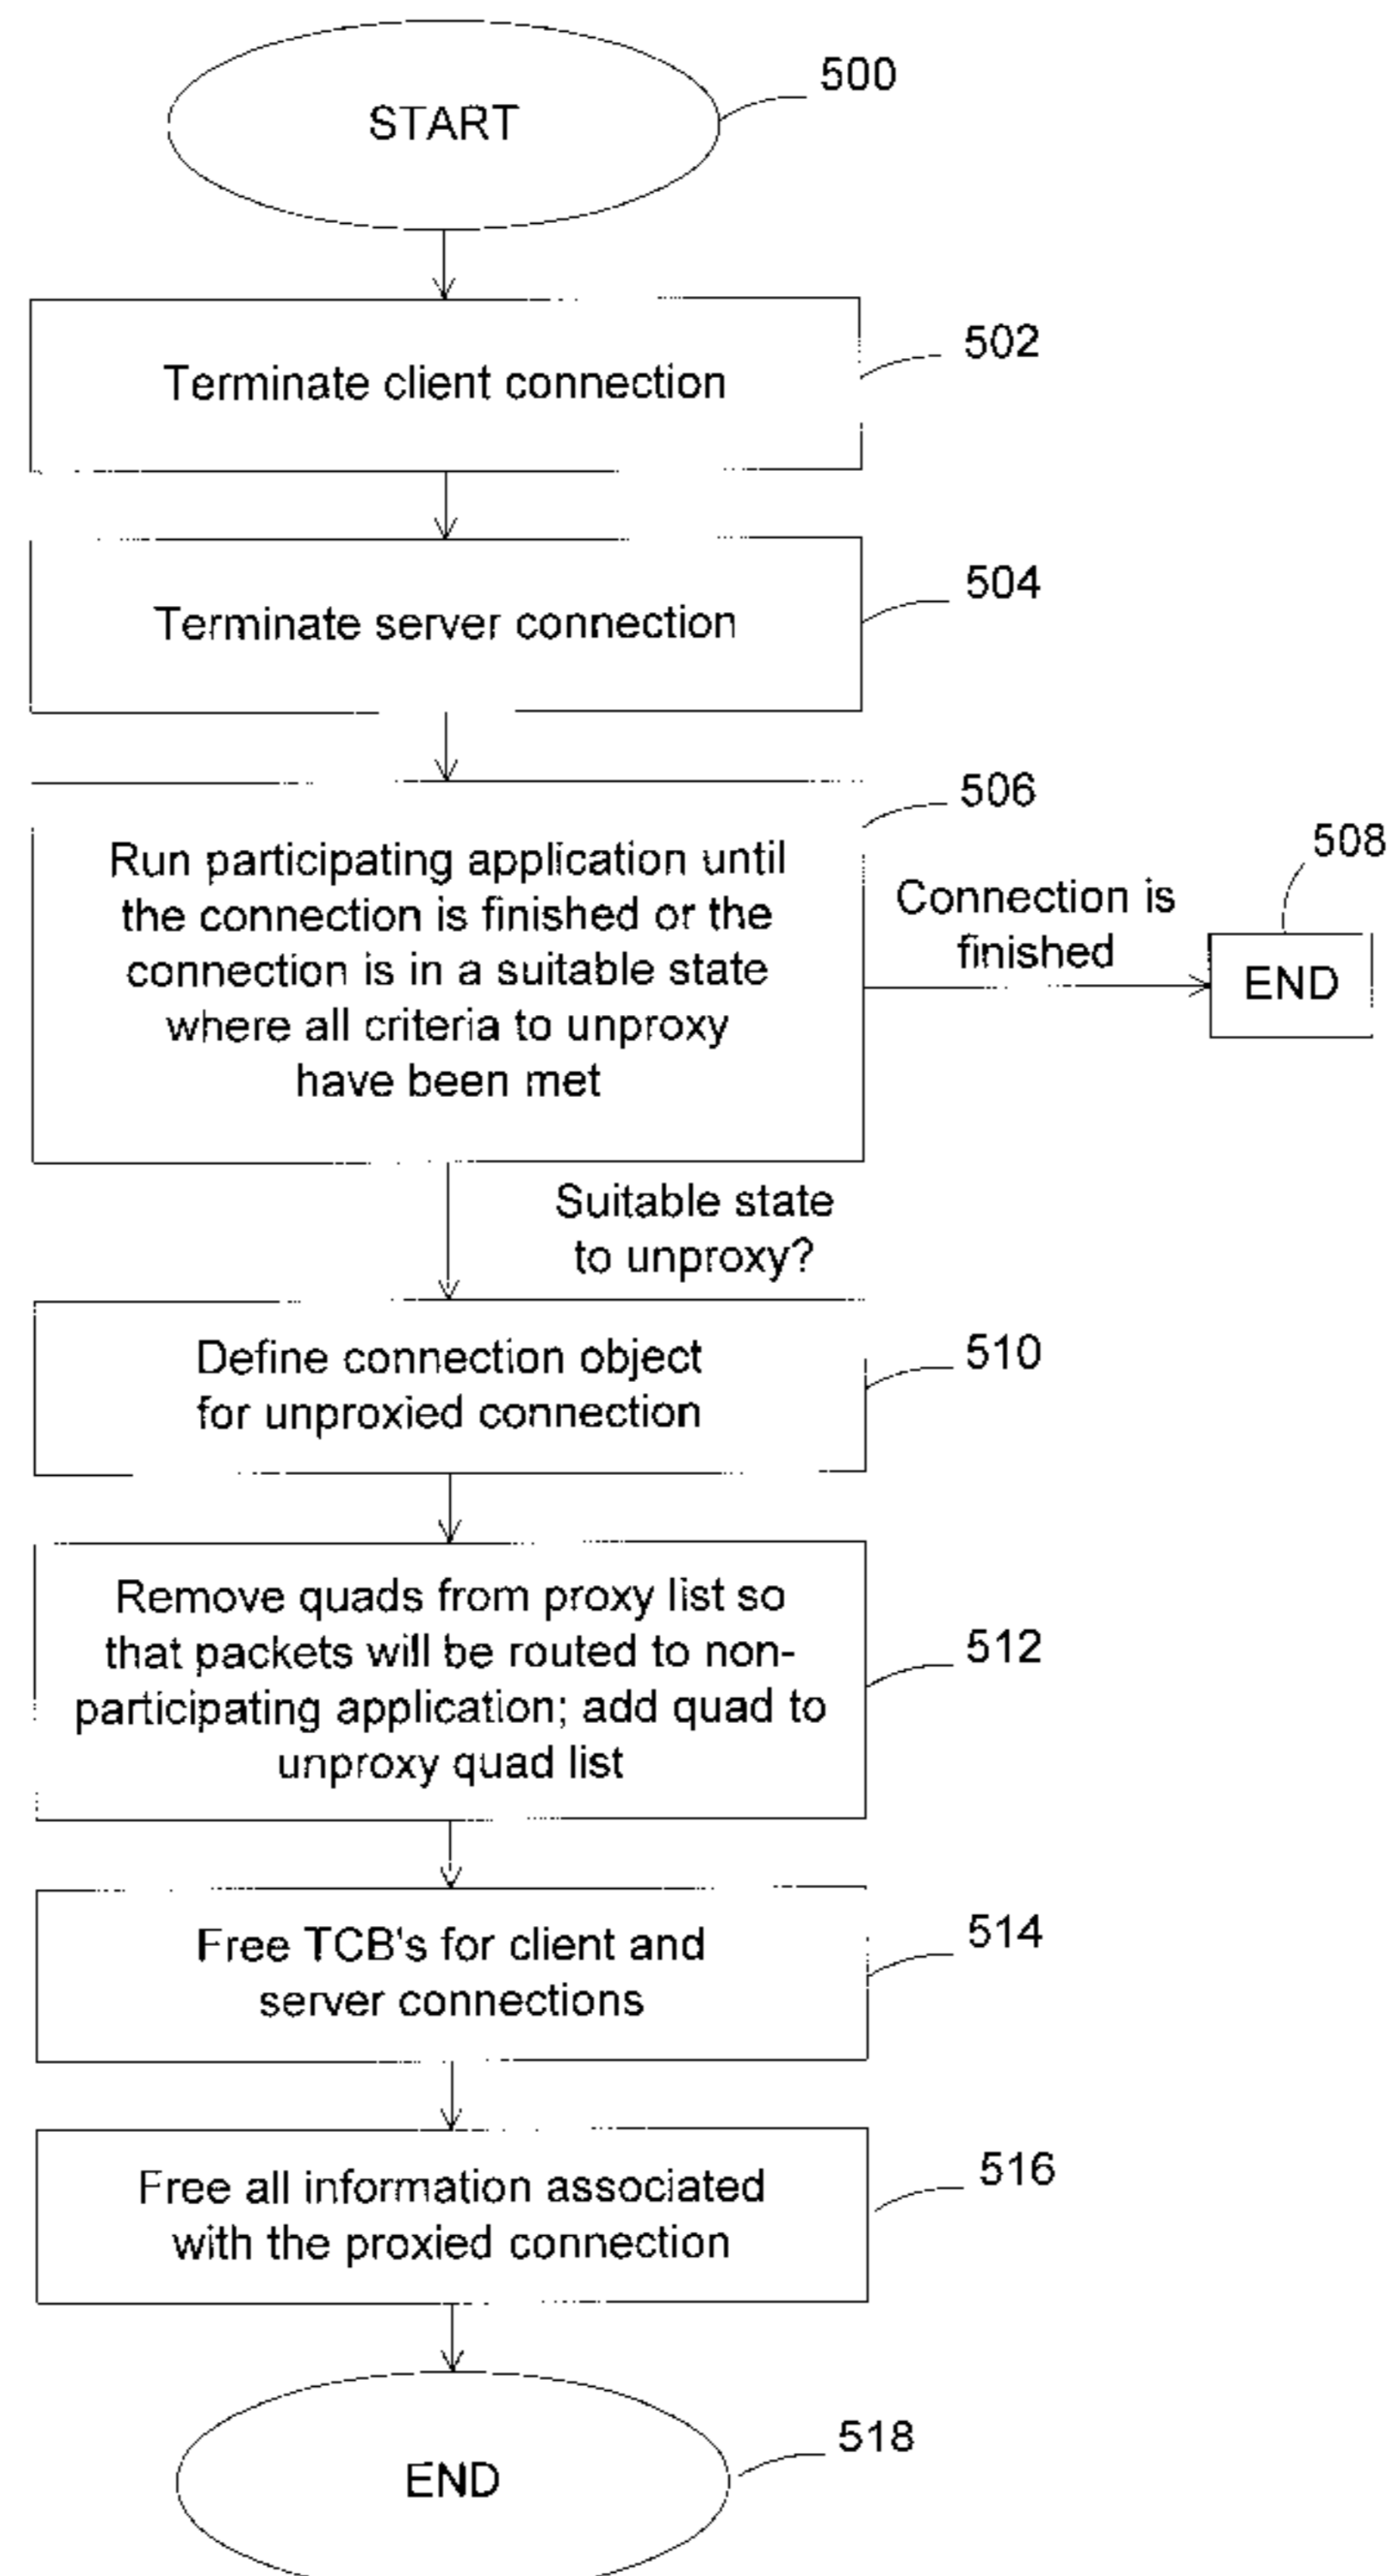 START
500
Terminate client connection
502
Terminate server connection
504
Run participating application until
the connection is finished or the
connection is in a suitable state
where all criteria to unproxy
have been met
506
Connection is
finished
508
END
Suitable state
to unproxy?
Define connection object
for unproxied connection
510
Remove quads from proxy list so
that packets will be routed to non-
participating application; add quad to
unproxy quad list
512
Free TCB's for client and
server connections
514
Free all information associated
with the proxied connection
516
END
518